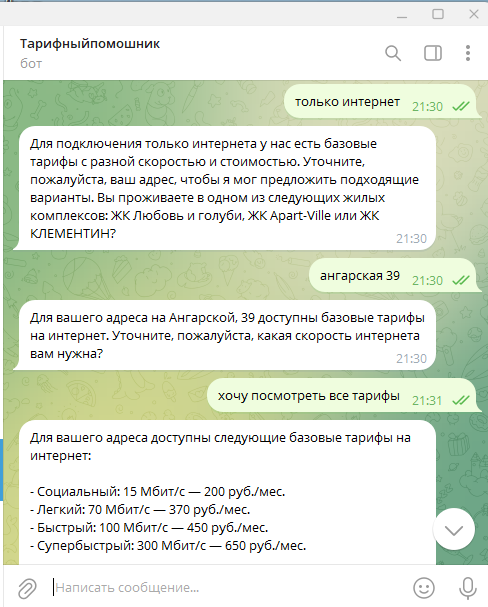 Тарифныйпомошник
бот
только интернет 21:30
Для подключения только интернета у нас есть базовые
тарифы с разной скоростью и стоимостью. Уточните,
пожалуйста, ваш адрес, чтобы я мог предложить подходящие
варианты. Вы проживаете в одном из следующих жилых
комплексов: ЖК Любовь и голуби, ЖК Apart-Ville или ЖК
КЛЕМЕНТИН?
21:30
ангарская 39 21:30
Для вашего адреса на Ангарской, 39 доступны базовые тарифы
на интернет. Уточните, пожалуйста, какая скорость интернета
вам нужна?
21:30
хочу посмотреть все тарифы 21:31
Для вашего адреса доступны следующие базовые тарифы на
интернет:
- Социальный: 15 Мбит/с — 200 руб./мес.
- Легкий: 70 Мбит/с — 370 руб./мес.
- Быстрый: 100 Мбит/с — 450 руб./мес.
- Супербыстрый: 300 Мбит/с — 650 руб./мес.
Написать сообщение...